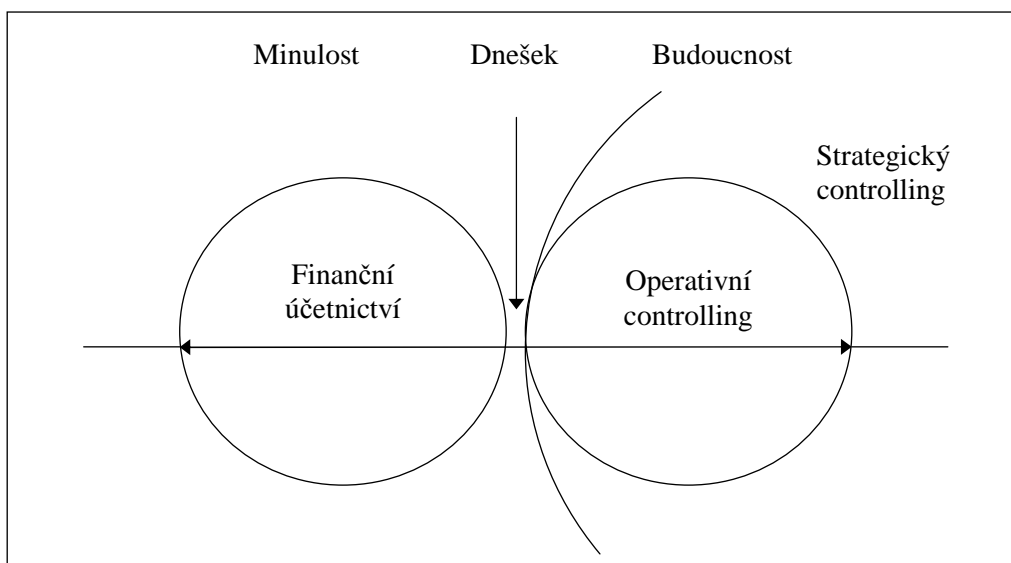 Minulost
Dnešek
Budoucnost
Strategický
controlling
Finanční
účetnictví
Operativní
controlling